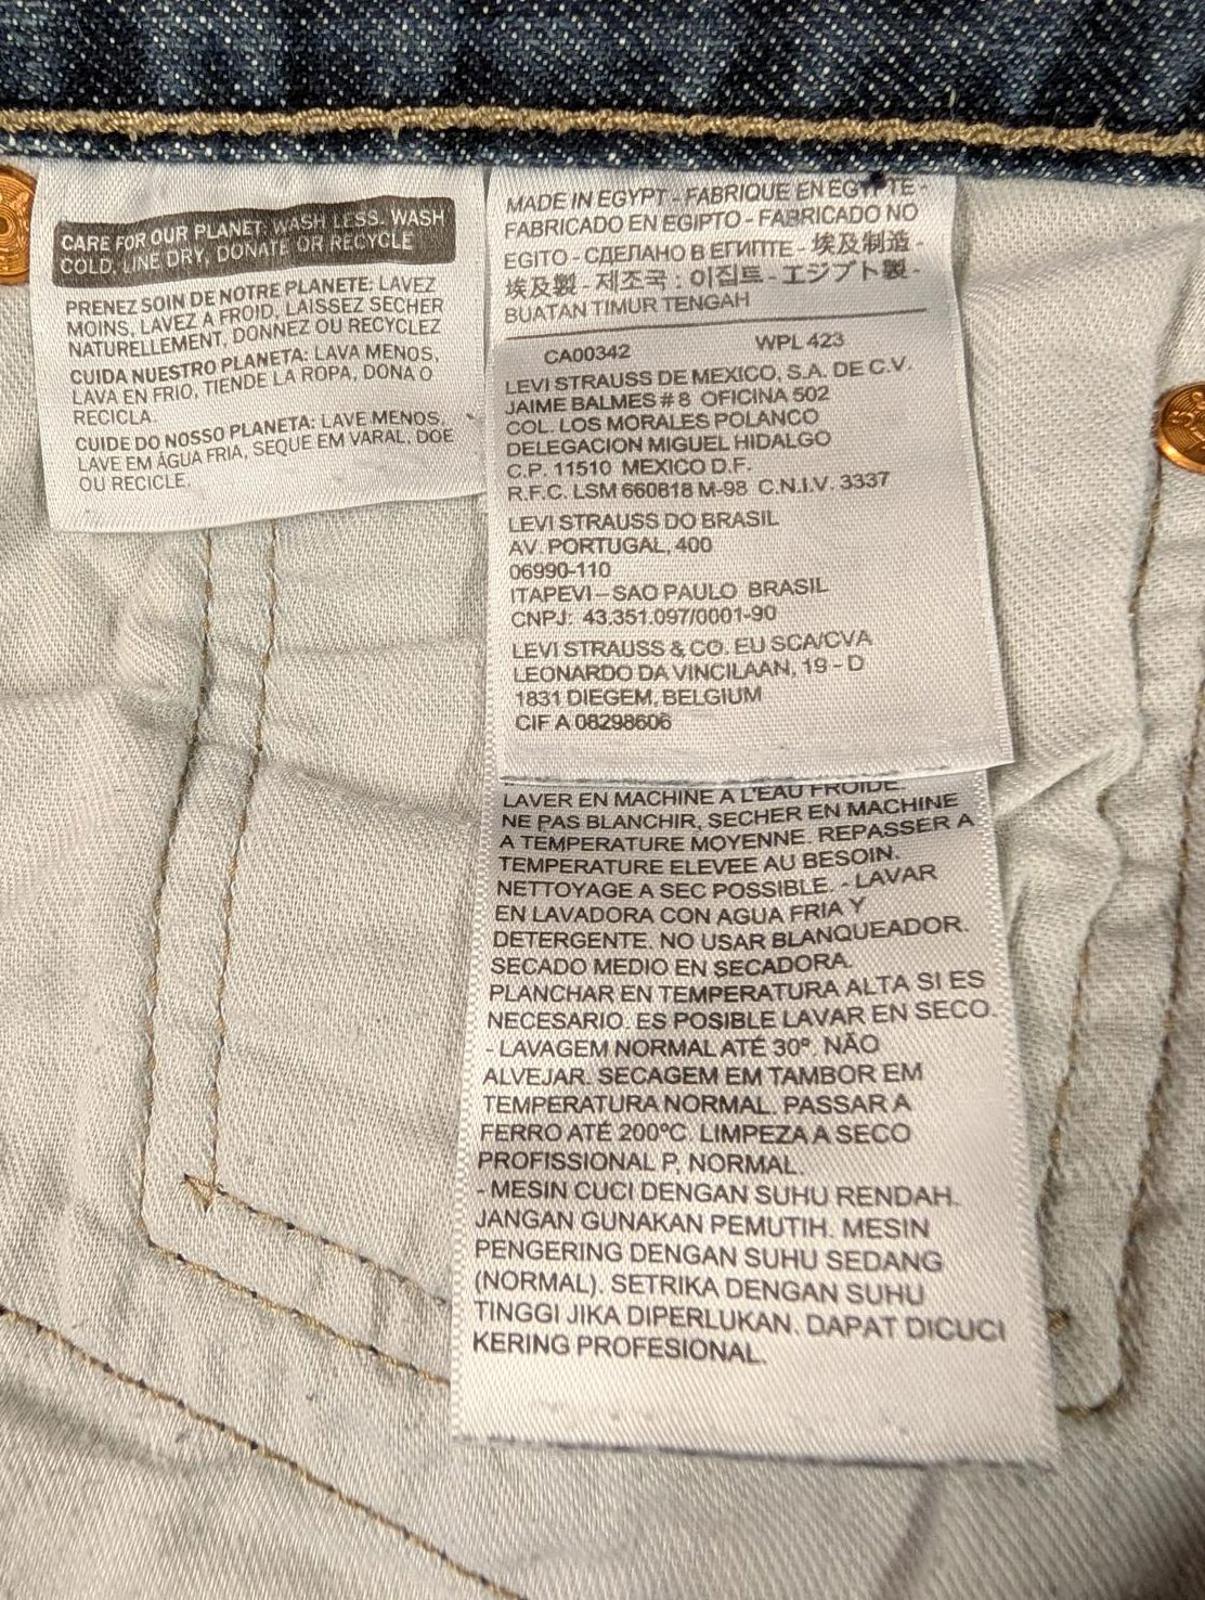 CARE FOR OUR PLANET: WASH LESS. WASH
COLD, LINE DRY, DONATE OR RECYCLE
PRENEZ SOIN DE NOTRE PLANETE: LAVEZ
MOINS, LAVEZ A FROID, LAISSEZ SECHER
NATURELLEMENT, DONNEZ OU RECYCLEZ
CUIDA NUESTRO PLANETA: LAVA MENOS,
LAVA EN FRIO, TIENDE LA ROPA, DONA O
RECICLA.
CUIDE DO NOSSO PLANETA: LAVE MENOS,
LAVE EM ÁGUA FRIA, SEQUE EM VARAL, DOE
OU RECICLE.
MADE IN EGYPT - FABRIQUE EN EGYPTE -
FABRICADO EN EGIPTO - FABRICADO NO
EGITO - СДЕЛАНО В ЕГИПТЕ - 埃及制造 -
埃及製 - 제조국 : 이집트 - エジプト製 -
BUATAN TIMUR TENGAH
CA00342 WPL 423
LEVI STRAUSS DE MEXICO, S.A. DE C.V.
JAIME BALMES # 8 OFICINA 502
COL. LOS MORALES POLANCO
DELEGACION MIGUEL HIDALGO
C.P. 11510 MEXICO D.F.
R.F.C. LSM 660818 M-98 C.N.I.V. 3337
LEVI STRAUSS DO BRASIL
AV. PORTUGAL, 400
06990-110
ITAPEVI – SAO PAULO BRASIL
CNPJ: 43.351.097/0001-90
LEVI STRAUSS & CO. EU SCA/CVA
LEONARDO DA VINCILAAN, 19 - D
1831 DIEGEM, BELGIUM
CIF A 08298606
LAVER EN MACHINE A L'EAU FROIDE.
NE PAS BLANCHIR, SECHER EN MACHINE
A TEMPERATURE MOYENNE. REPASSER A
TEMPERATURE ELEVEE AU BESOIN.
NETTOYAGE A SEC POSSIBLE. - LAVAR
EN LAVADORA CON AGUA FRIA Y
DETERGENTE. NO USAR BLANQUEADOR.
SECADO MEDIO EN SECADORA.
PLANCHAR EN TEMPERATURA ALTA SI ES
NECESARIO. ES POSIBLE LAVAR EN SECO.
- LAVAGEM NORMAL ATÉ 30º. NÃO
ALVEJAR. SECAGEM EM TAMBOR EM
TEMPERATURA NORMAL. PASSAR A
FERRO ATÉ 200ºC. LIMPEZA A SECO
PROFISSIONAL P, NORMAL.
- MESIN CUCI DENGAN SUHU RENDAH.
JANGAN GUNAKAN PEMUTIH. MESIN
PENGERING DENGAN SUHU SEDANG
(NORMAL). SETRIKA DENGAN SUHU
TINGGI JIKA DIPERLUKAN. DAPAT DICUCI
KERING PROFESIONAL.